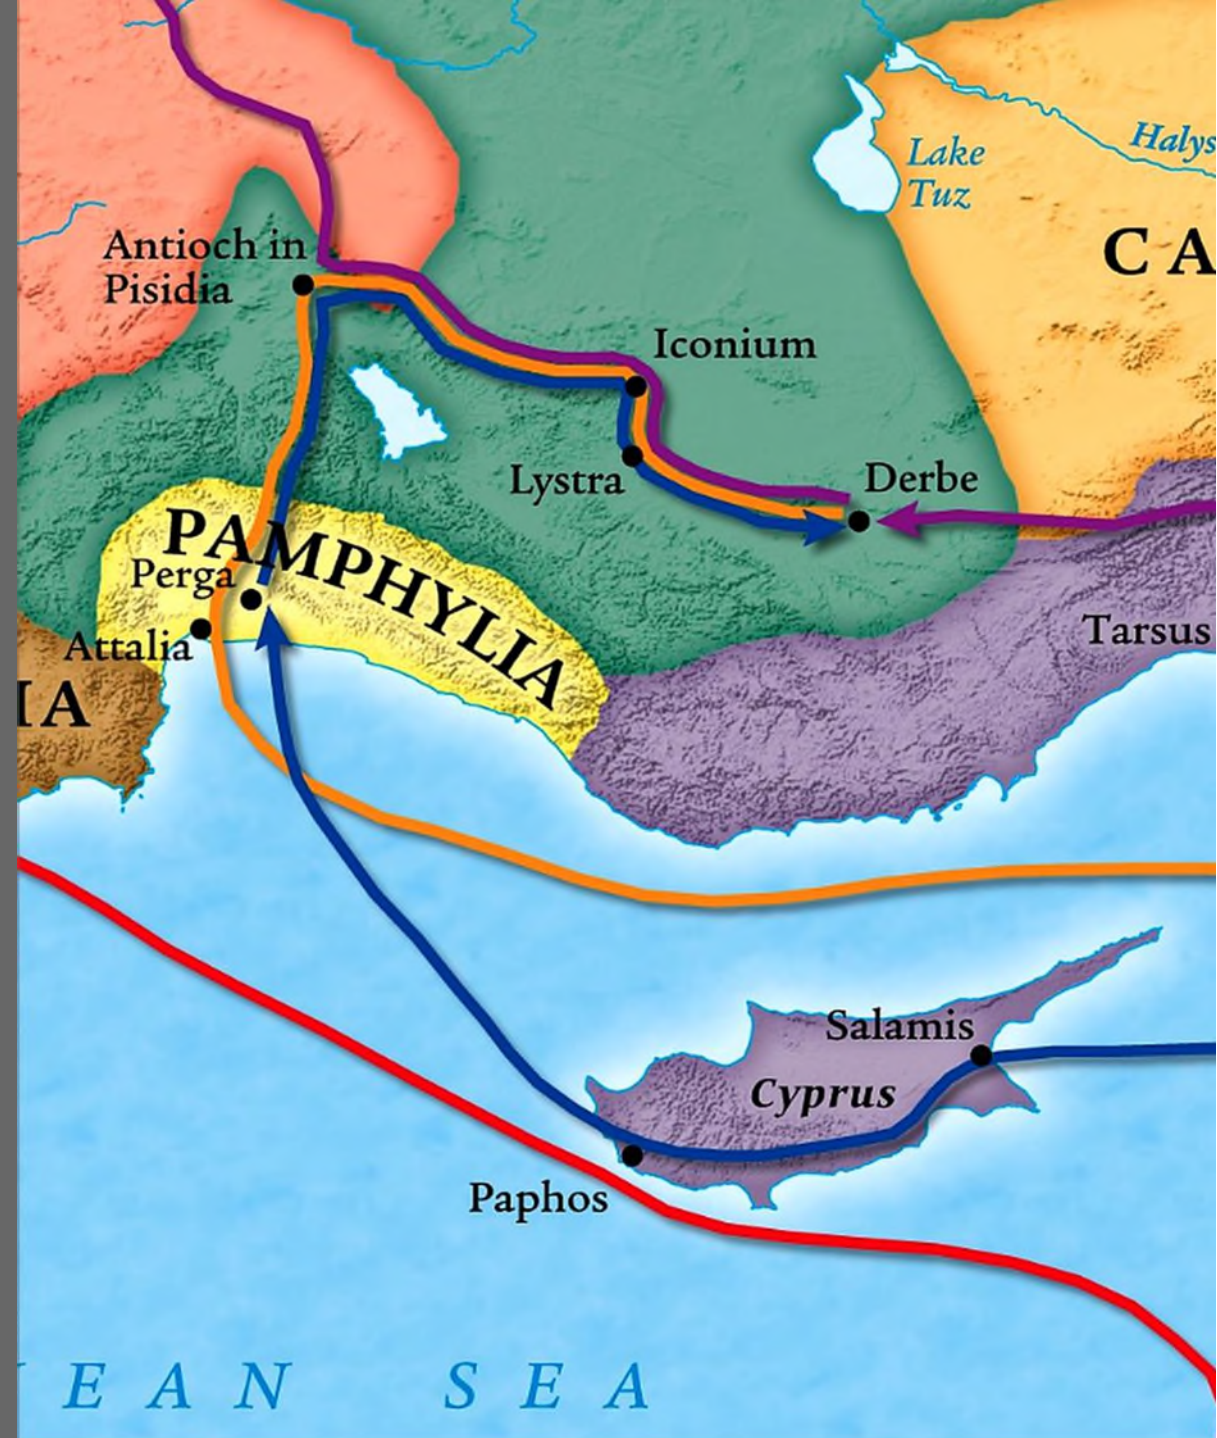 Lake
Tuz
Halys
CA
Antioch in
Pisidia
Iconium
Lystra
Derbe
PAMPHYLIA
Perga
Attalia
IA
Tarsus
Salamis
Cyprus
Paphos
EAN SEA